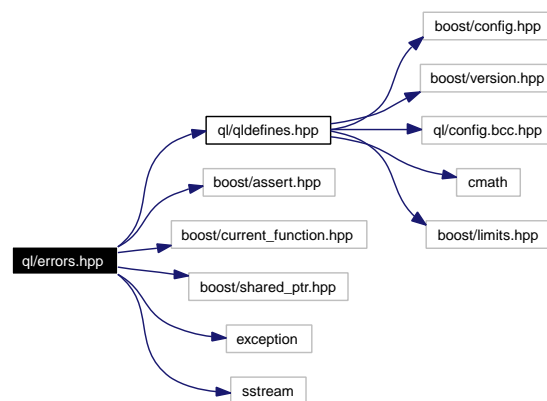 boost/config.hpp
boost/version.hpp
ql/qldefines.hpp
ql/config.bcc.hpp
boost/assert.hpp
cmath
boost/current_function.hpp
boost/limits.hpp
ql/errors.hpp
boost/shared_ptr.hpp
exception
sstream